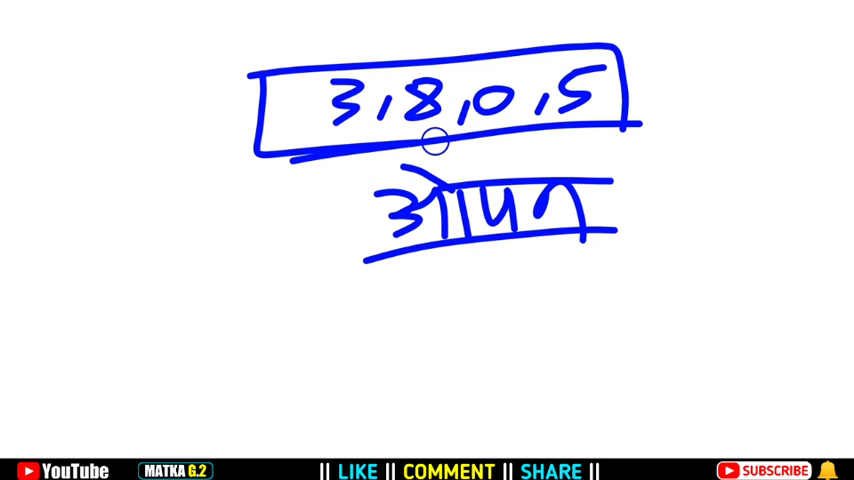 3,8,0,5
ओपन
YouTube MATKA G.2 || LIKE || COMMENT || SHARE || SUBSCRIBE